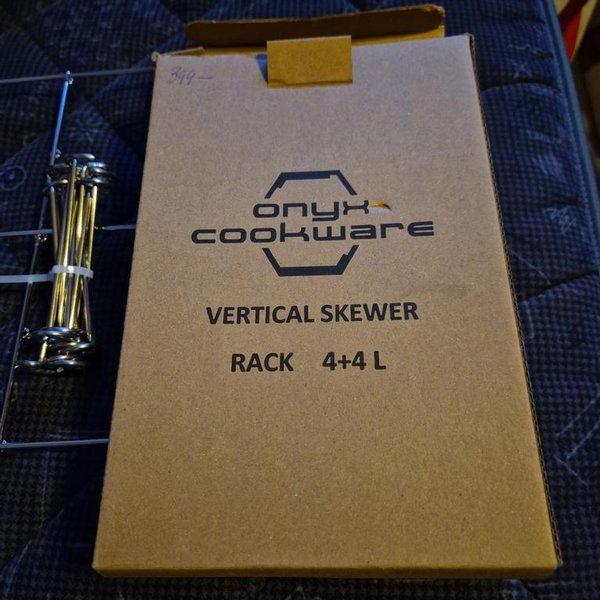 399—
onyx
cookware
VERTICAL SKEWER
RACK 4+4 L